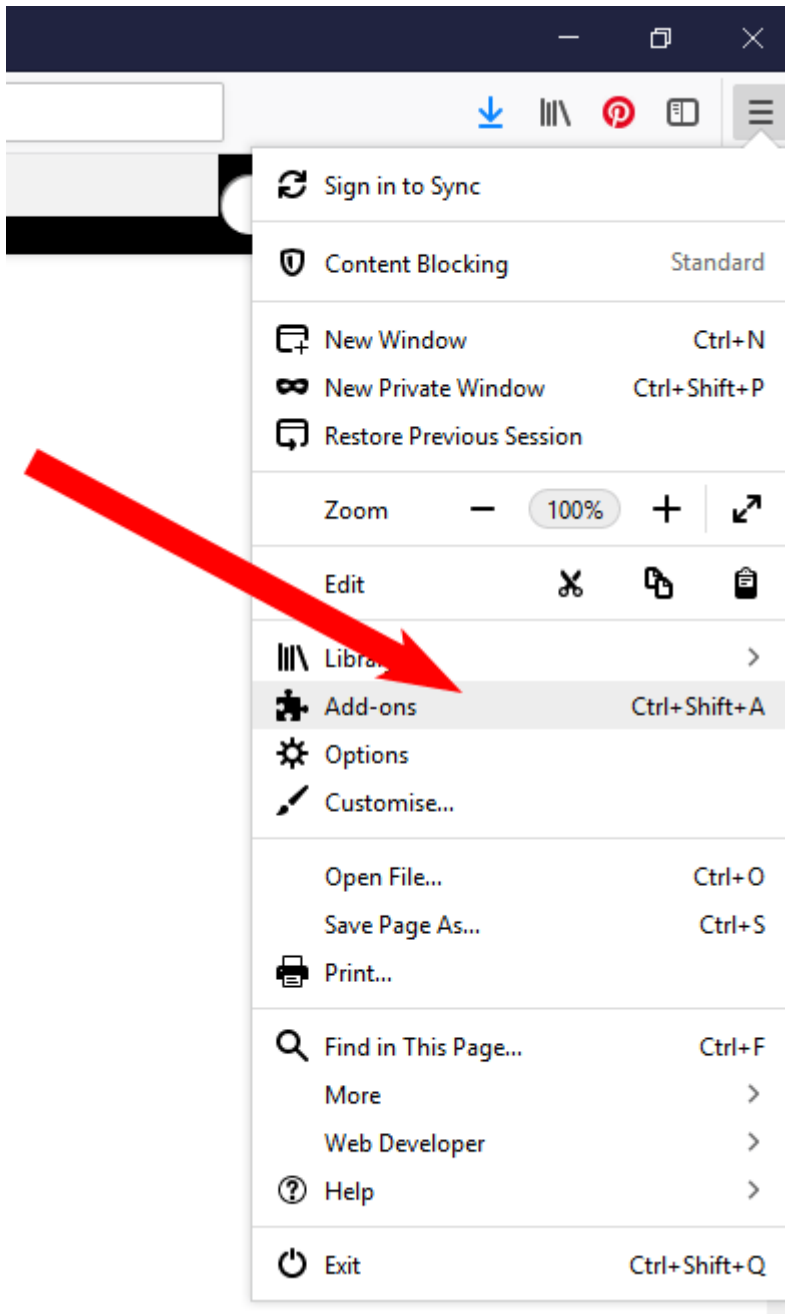 Sign in to Sync
Content Blocking Standard
New Window Ctrl+N
New Private Window Ctrl+Shift+P
Restore Previous Session
Zoom − 100% +
Edit
Add-ons Ctrl+Shift+A
Options
Customise...
Open File... Ctrl+O
Save Page As... Ctrl+S
Print...
Find in This Page... Ctrl+F
More
Web Developer
Help
Exit Ctrl+Shift+Q